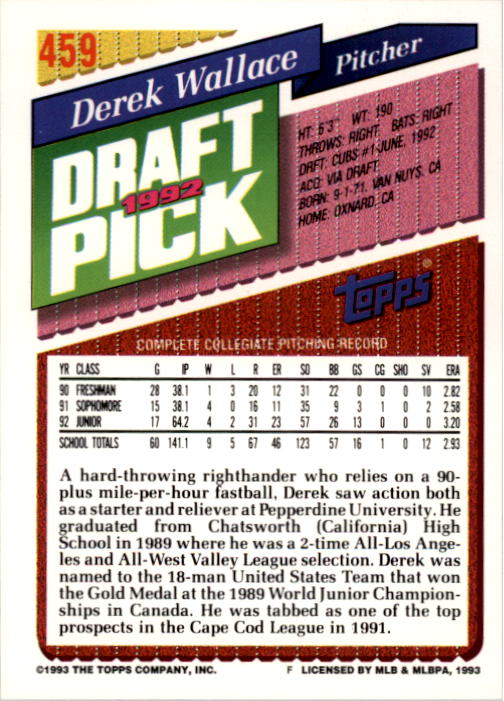 459
Derek Wallace
Pitcher
DRAFT
1992
PICK
HT: 6'3" WT: 190
THROWS: RIGHT BATS: RIGHT
DRFT: CUBS #1-JUNE, 1992
ACQ: VIA DRAFT
BORN: 9-1-71, VAN NUYS, CA
HOME: OXNARD, CA
Topps®
COMPLETE COLLEGIATE PITCHING RECORD
YR CLASS G IP W L R ER SO BB GS CG SHO SV ERA
90 FRESHMAN 28 38.1 1 3 20 12 31 22 0 0 0 10 2.82
91 SOPHOMORE 15 38.1 4 0 16 11 35 9 3 1 0 2 2.58
92 JUNIOR 17 64.2 4 2 31 23 57 26 13 0 0 0 3.20
SCHOOL TOTALS 60 141.1 9 5 67 46 123 57 16 1 0 12 2.93
A hard-throwing righthander who relies on a 90-
plus mile-per-hour fastball, Derek saw action both
as a starter and reliever at Pepperdine University. He
graduated from Chatsworth (California) High
School in 1989 where he was a 2-time All-Los Ange-
les and All-West Valley League selection. Derek was
named to the 18-man United States Team that won
the Gold Medal at the 1989 World Junior Champion-
ships in Canada. He was tabbed as one of the top
prospects in the Cape Cod League in 1991.
©1993 THE TOPPS COMPANY, INC. F LICENSED BY MLB & MLBPA, 1993